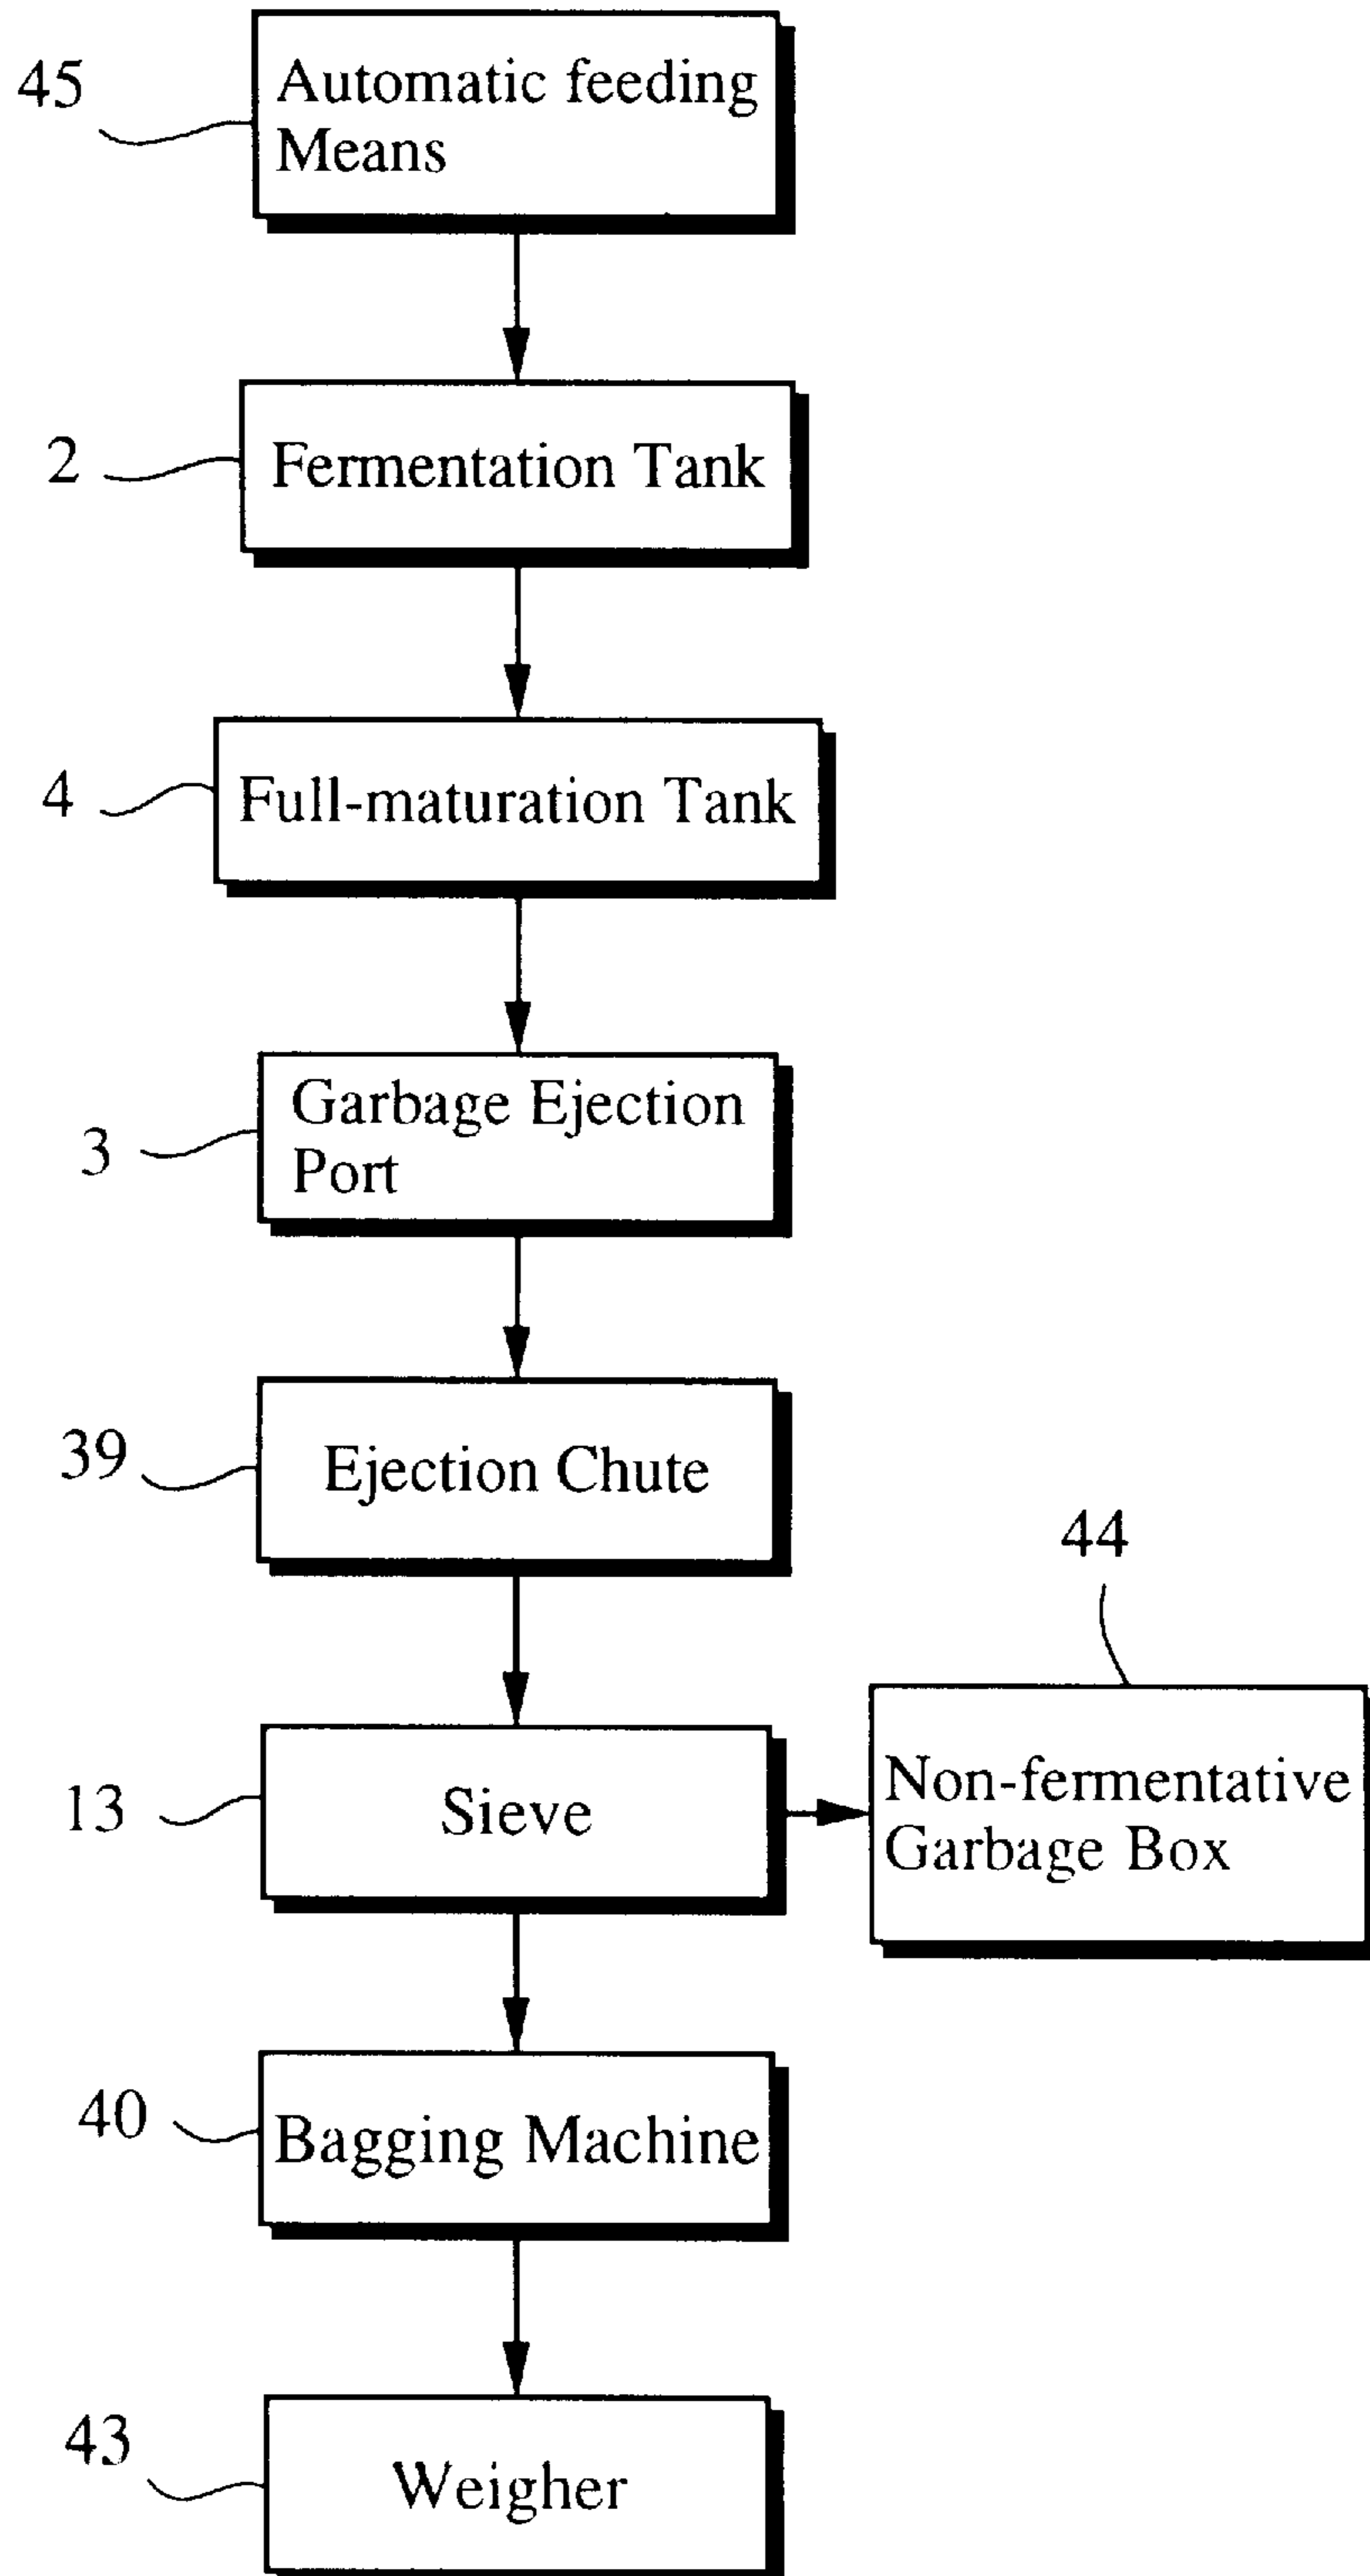 45
Automatic feeding
Means
2
Fermentation Tank
4
Full-maturation Tank
3
Garbage Ejection
Port
39
Ejection Chute
44
13
Sieve
Non-fermentative
Garbage Box
40
Bagging Machine
43
Weigher